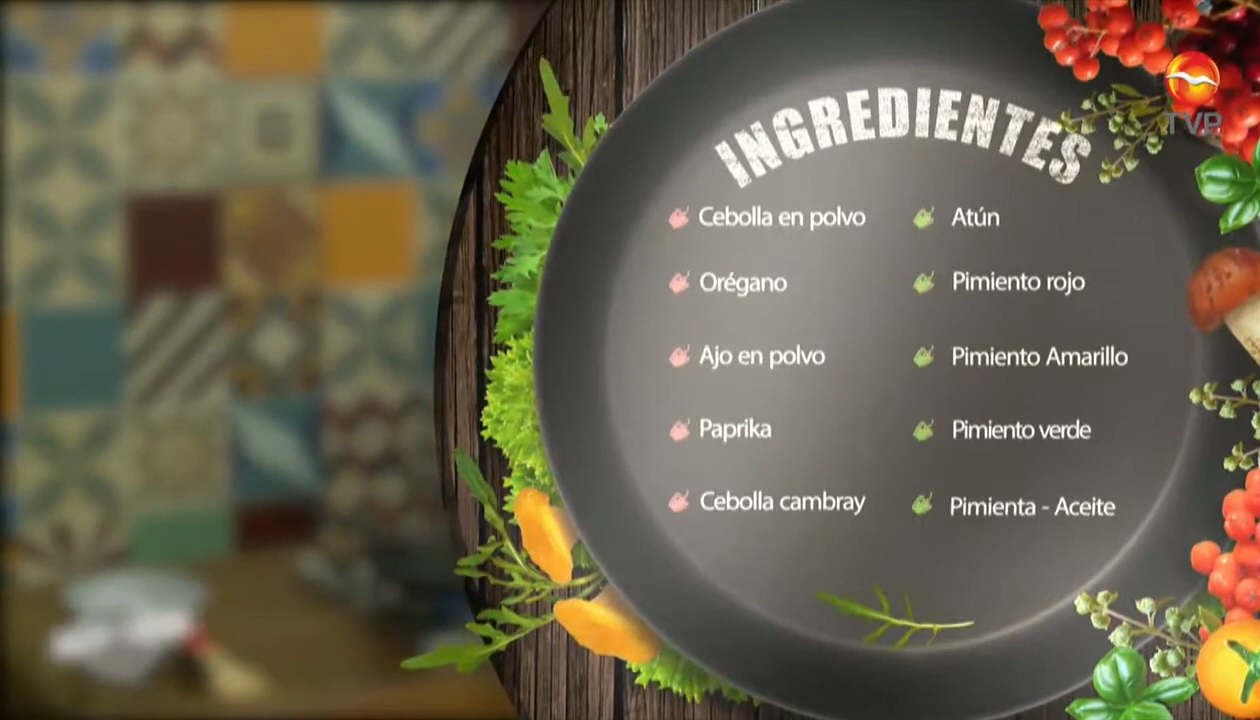 INGREDIENTES
TVP
Cebolla en polvo
Orégano
Ajo en polvo
Paprika
Cebolla cambray
Atún
Pimiento rojo
Pimiento Amarillo
Pimiento verde
Pimienta - Aceite